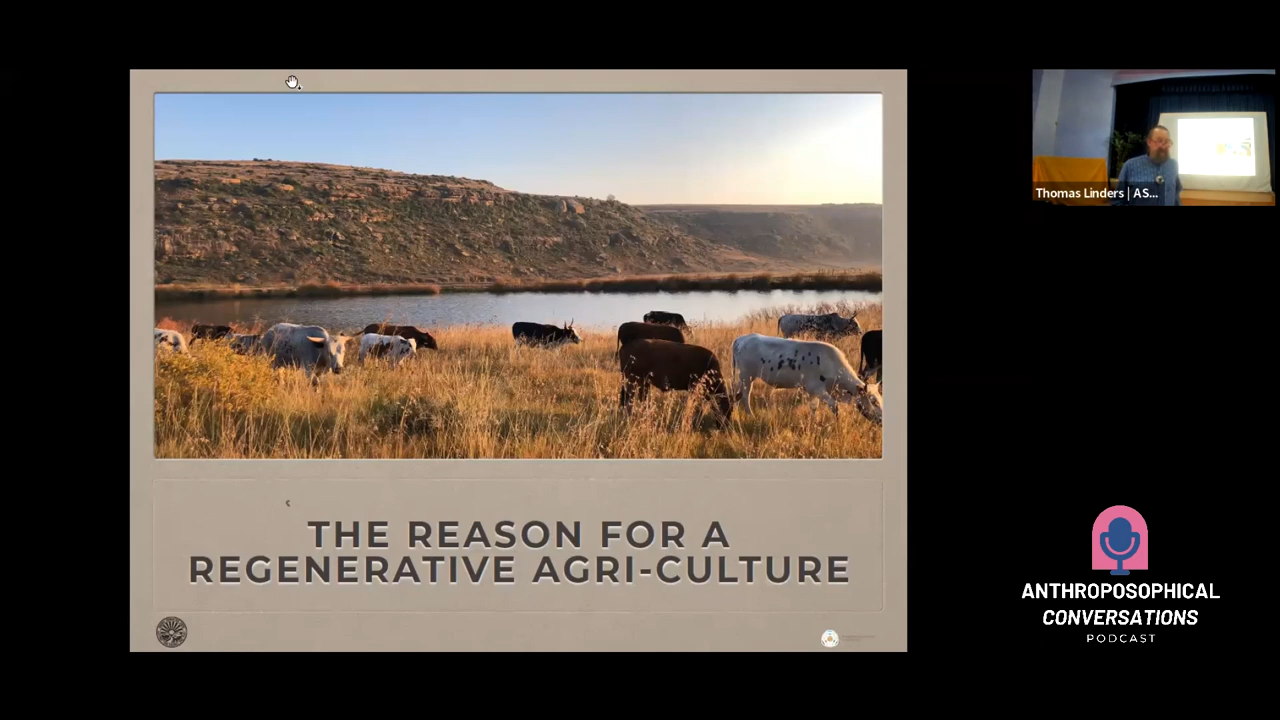 THE REASON FOR A
REGENERATIVE AGRI-CULTURE
Thomas Linders | AS...
ANTHROPOSOPHICAL
CONVERSATIONS
PODCAST